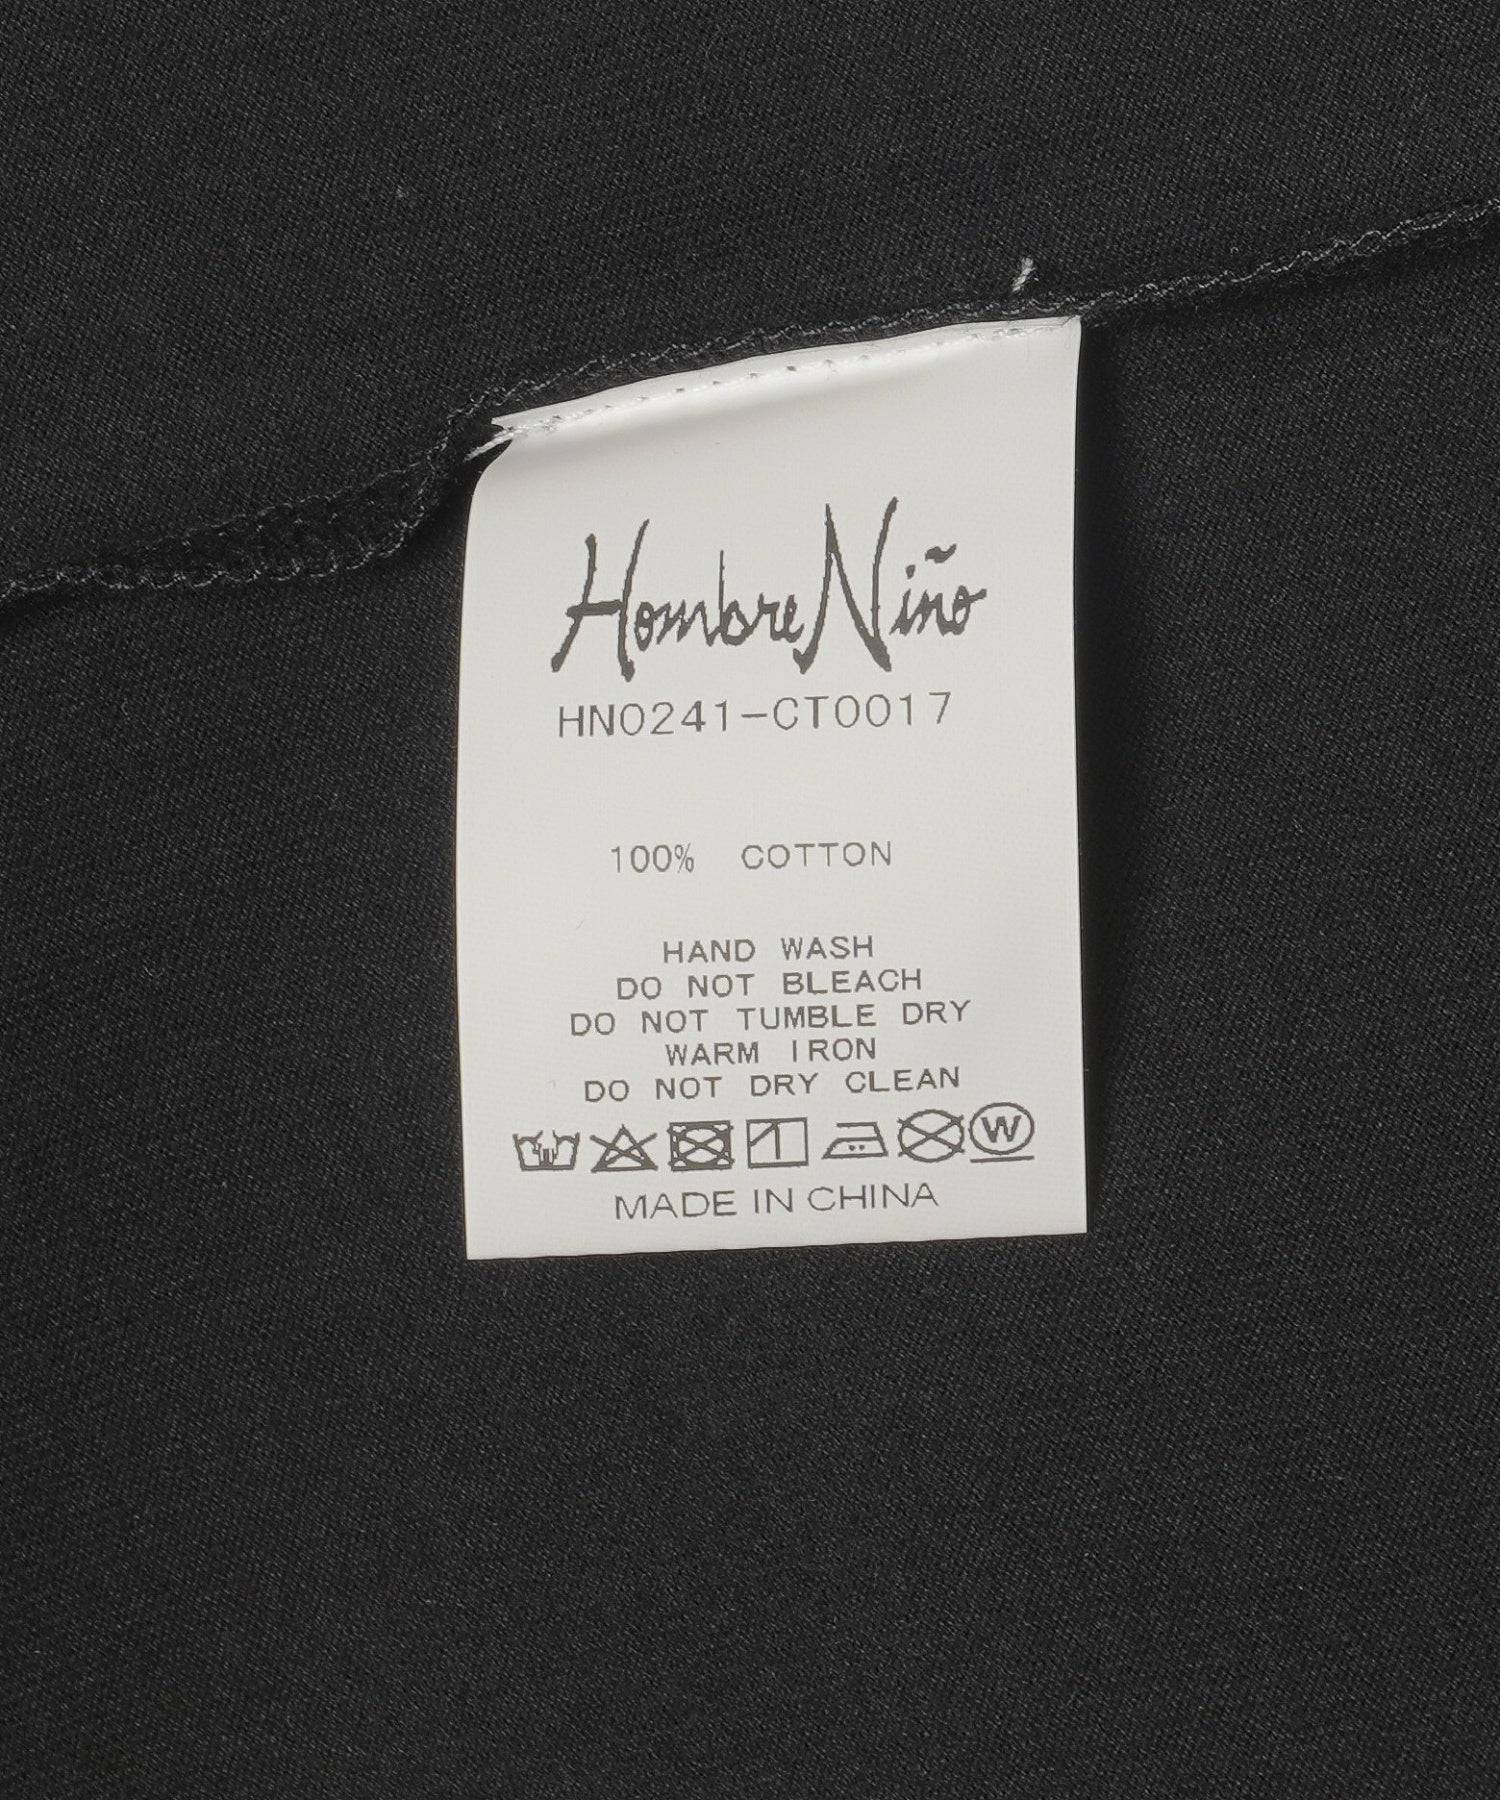 Hombre Niño
HN0241-CT0017
100% COTTON
HAND WASH
DO NOT BLEACH
DO NOT TUMBLE DRY
WARM IRON
DO NOT DRY CLEAN
W
MADE IN CHINA